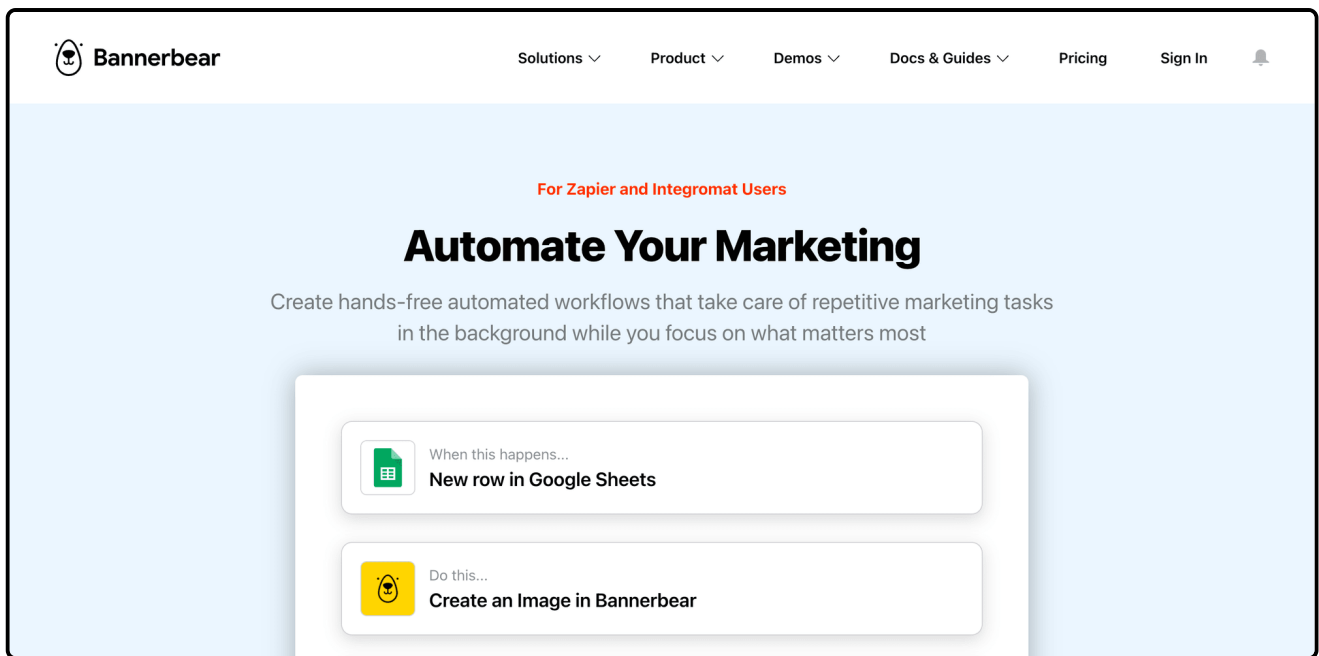 Bannerbear
Solutions
Product
Demos
Docs & Guides
Pricing
Sign In
For Zapier and Integromat Users
Automate Your Marketing
Create hands-free automated workflows that take care of repetitive marketing tasks
in the background while you focus on what matters most
When this happens...
New row in Google Sheets
Do this...
Create an Image in Bannerbear